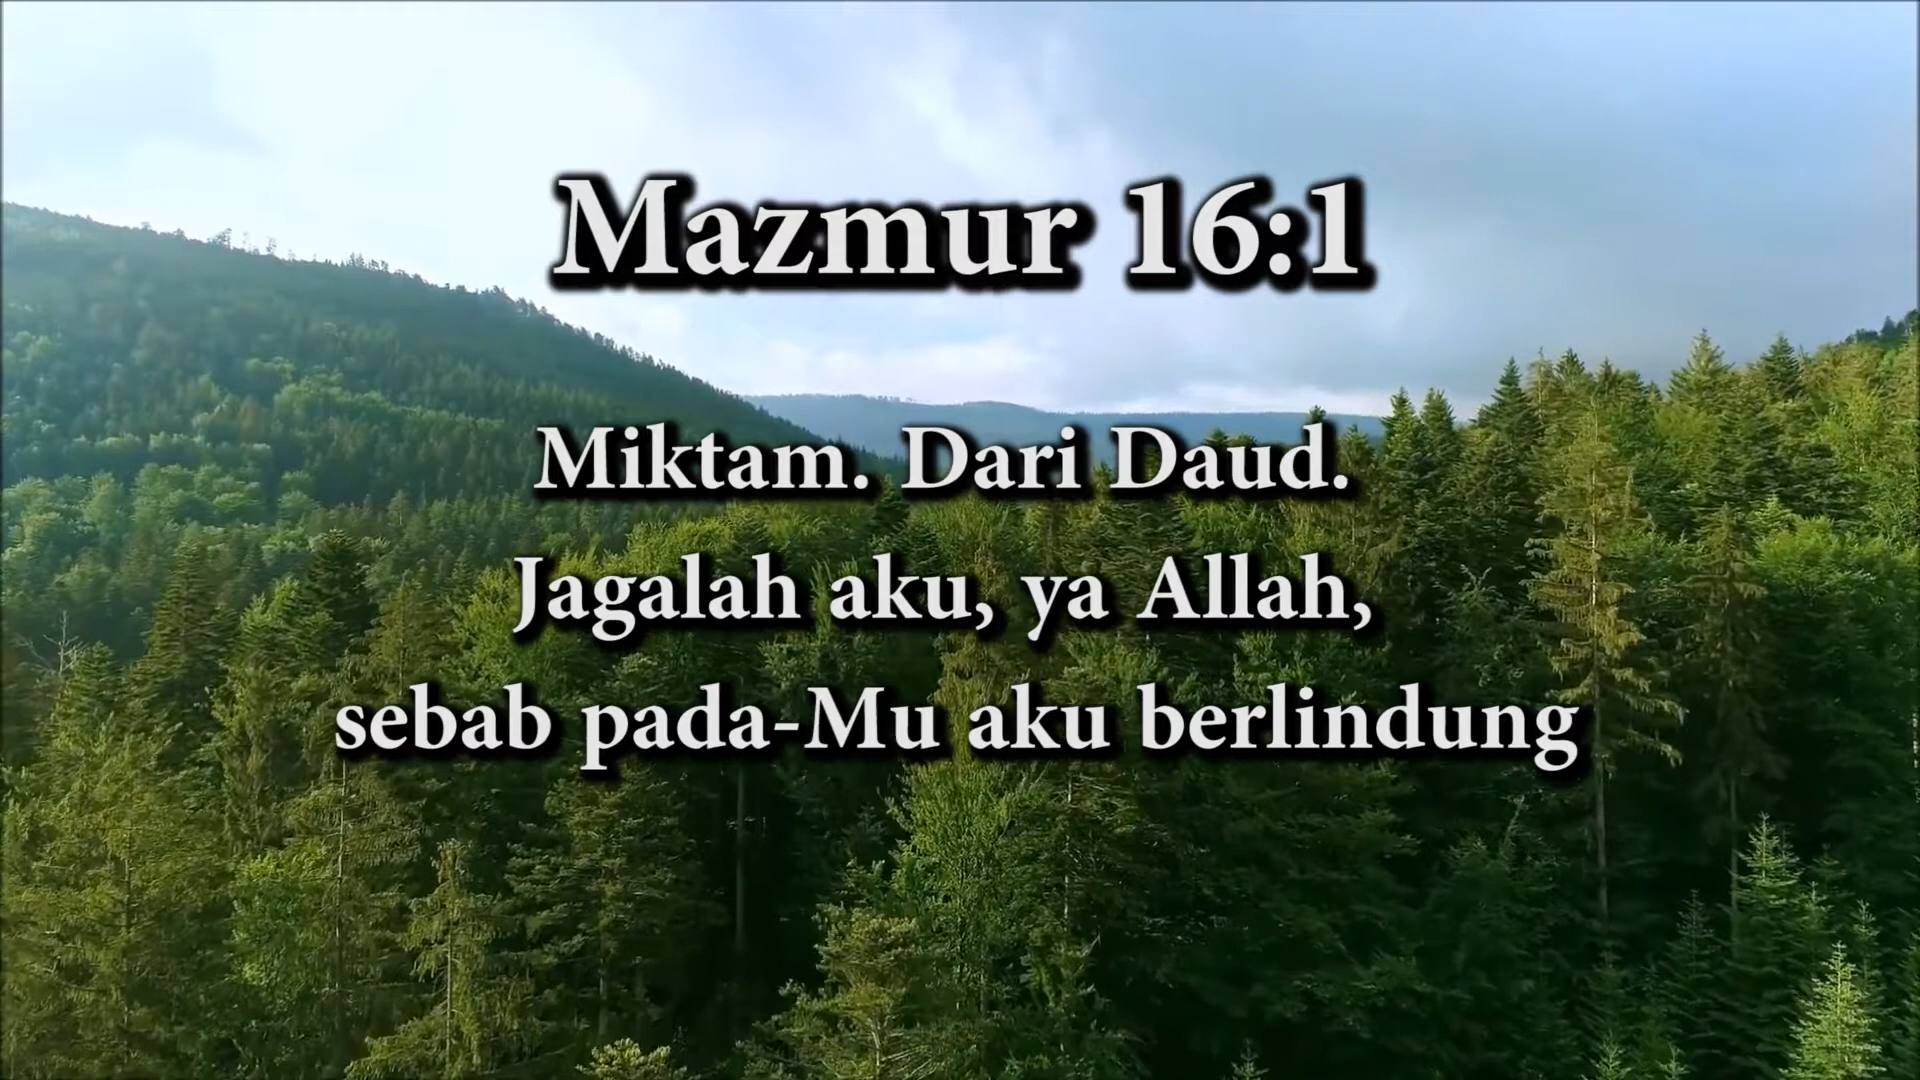 Mazmur 16:1
Miktam. Dari Daud.
Jagalah aku, ya Allah,
sebab pada-Mu aku berlindung